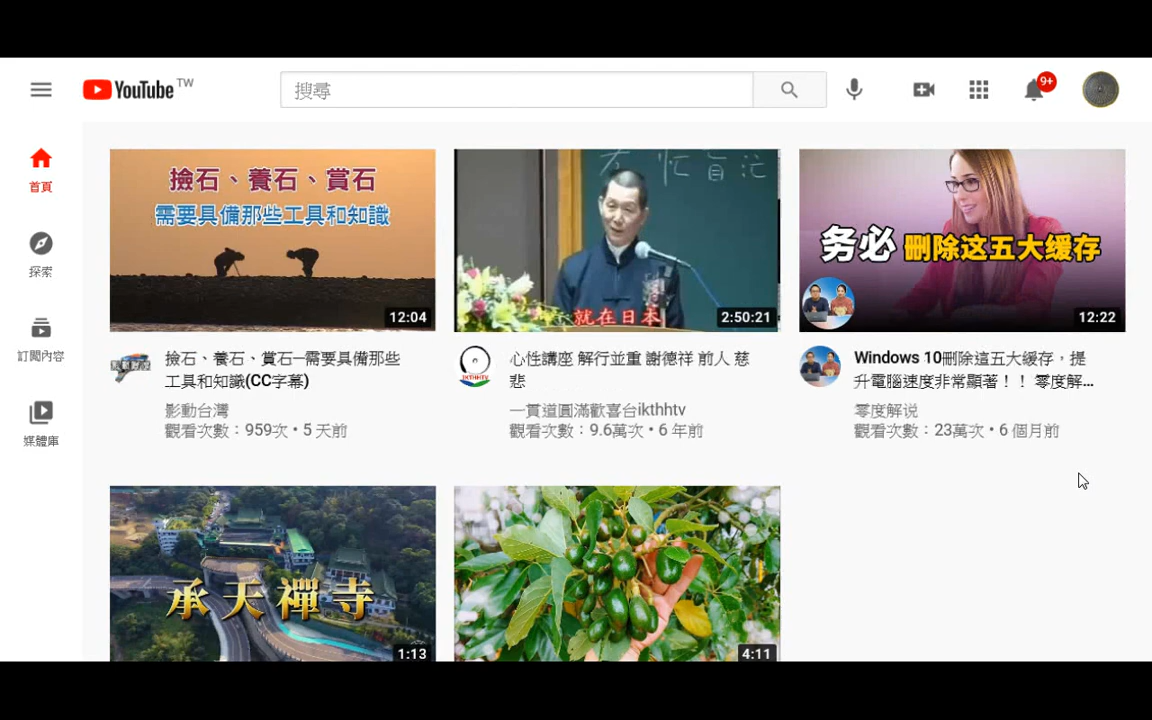 YouTube TW
搜尋
9+
首頁
探索
訂閱內容
媒體庫
撿石、養石、賞石
需要具備那些工具和知識
12:04
就在日本
2:50:21
务必 删除这五大缓存
12:22
撿石、養石、賞石─需要具備那些
工具和知識(CC字幕)
影動台灣
觀看次數：959次 • 5 天前
心性講座 解行並重 謝德祥 前人 慈
悲
一貫道圓滿歡喜台ikthhtv
觀看次數：9.6萬次 • 6 年前
Windows 10刪除這五大緩存，提
升電腦速度非常顯著！！ 零度解...
零度解说
觀看次數：23萬次 • 6 個月前
承天禪寺
1:13
4:11